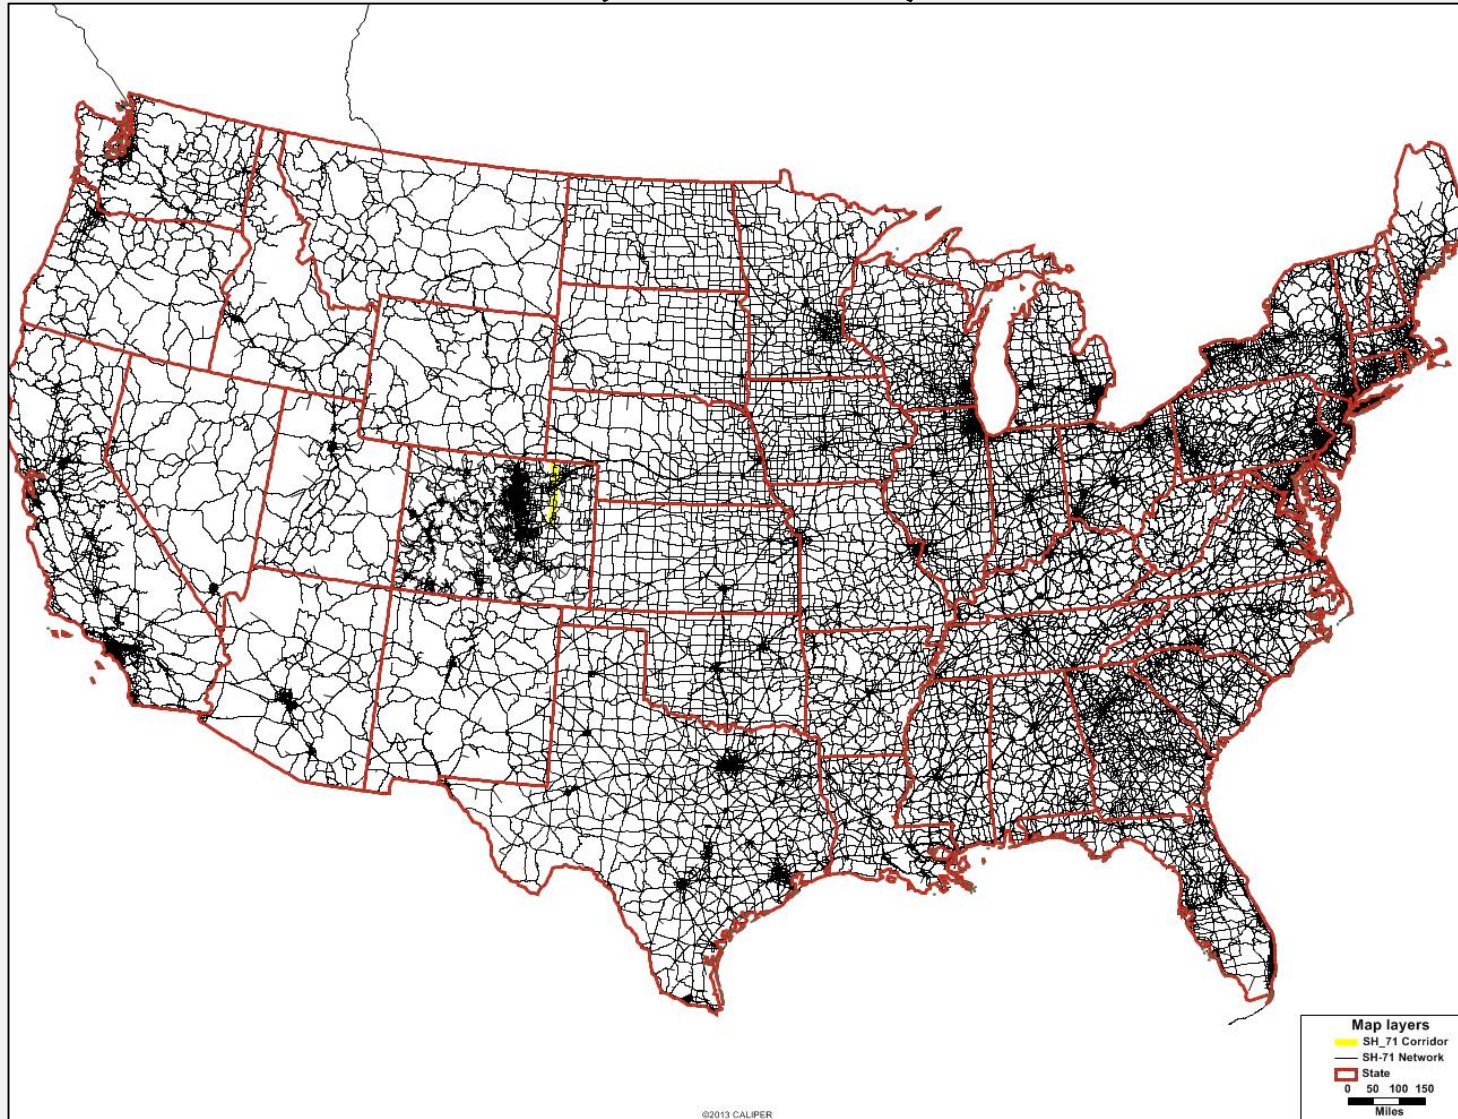 Map layers
SH_71 Corridor
SH-71 Network
State
0 50 100 150
Miles
©2013 CALIPER